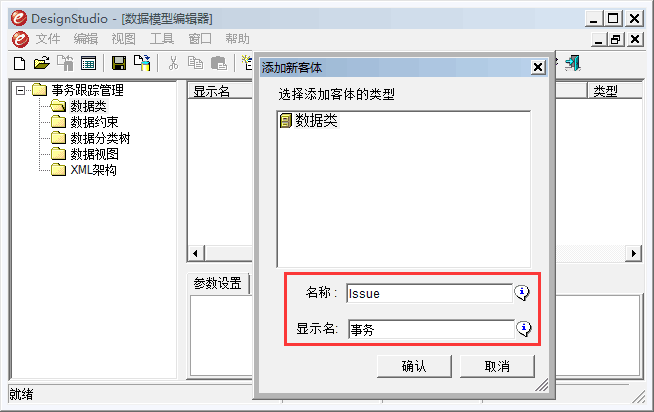 DesignStudio - [数据模型编辑器]
文件 编辑 视图 工具 窗口 帮助
事务跟踪管理
数据类
数据约束
数据分类树
数据视图
XML架构
显示名
类型
参数设置
添加新客体
选择添加客体的类型
数据类
名称：
Issue
显示名:
事务
确认
取消
就绪